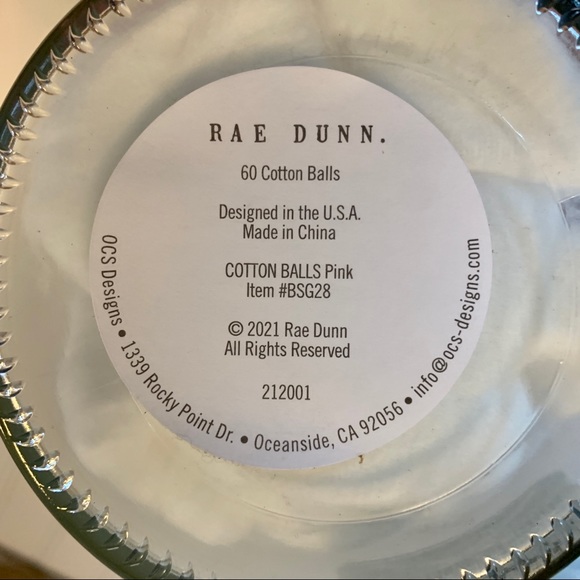 RAE DUNN.
60 Cotton Balls
Designed in the U.S.A.
Made in China
COTTON BALLS Pink
Item #BSG28
© 2021 Rae Dunn
All Rights Reserved
212001
OCS Designs • 1339 Rocky Point Dr. • Oceanside, CA 92056 • info@ocs-designs.com